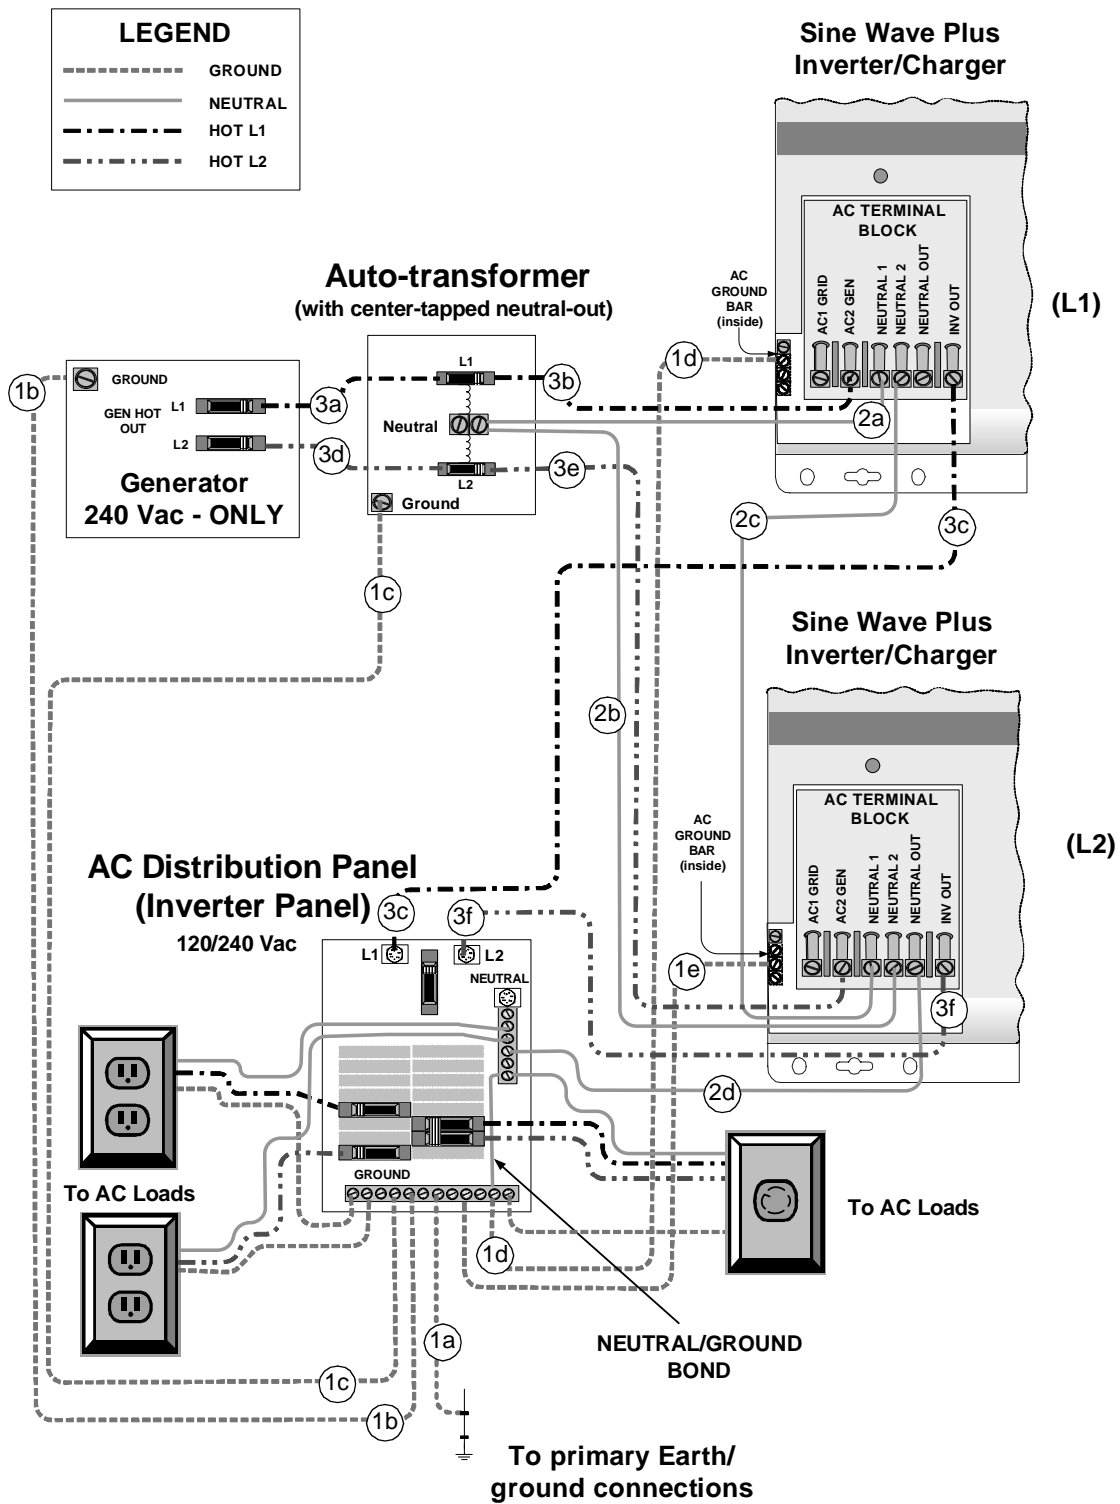 LEGEND
GROUND
NEUTRAL
HOT L1
HOT L2
Sine Wave Plus
Inverter/Charger
AC TERMINAL
BLOCK
AC1 GRID
AC2 GEN
NEUTRAL 1
NEUTRAL 2
NEUTRAL OUT
INV OUT
AC
GROUND
BAR
(inside)
(L1)
Auto-transformer
(with center-tapped neutral-out)
1b
GROUND
GEN HOT
OUT
L1
L2
Generator
240 Vac - ONLY
3a
3d
L1
Neutral
L2
Ground
3b
3e
1d
2a
2c
3c
1c
Sine Wave Plus
Inverter/Charger
2b
AC TERMINAL
BLOCK
AC1 GRID
AC2 GEN
NEUTRAL 1
NEUTRAL 2
NEUTRAL OUT
INV OUT
AC
GROUND
BAR
(inside)
(L2)
AC Distribution Panel
(Inverter Panel)
120/240 Vac
3c
3f
L1
L2
NEUTRAL
1e
3f
2d
GROUND
To AC Loads
To AC Loads
1d
NEUTRAL/GROUND
BOND
1a
1c
1b
To primary Earth/
ground connections